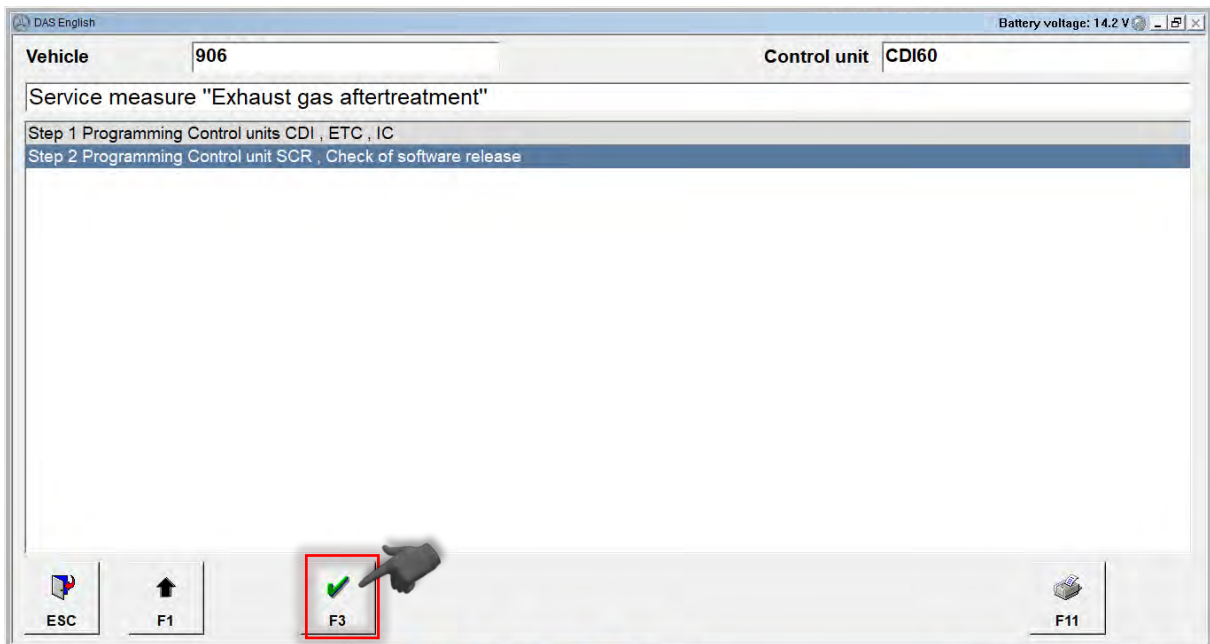 DAS English
Battery voltage: 14.2 V
Vehicle 906 Control unit CDI60
Service measure "Exhaust gas aftertreatment"
Step 1 Programming Control units CDI , ETC , IC
Step 2 Programming Control unit SCR , Check of software release
ESC F1 F3 F11